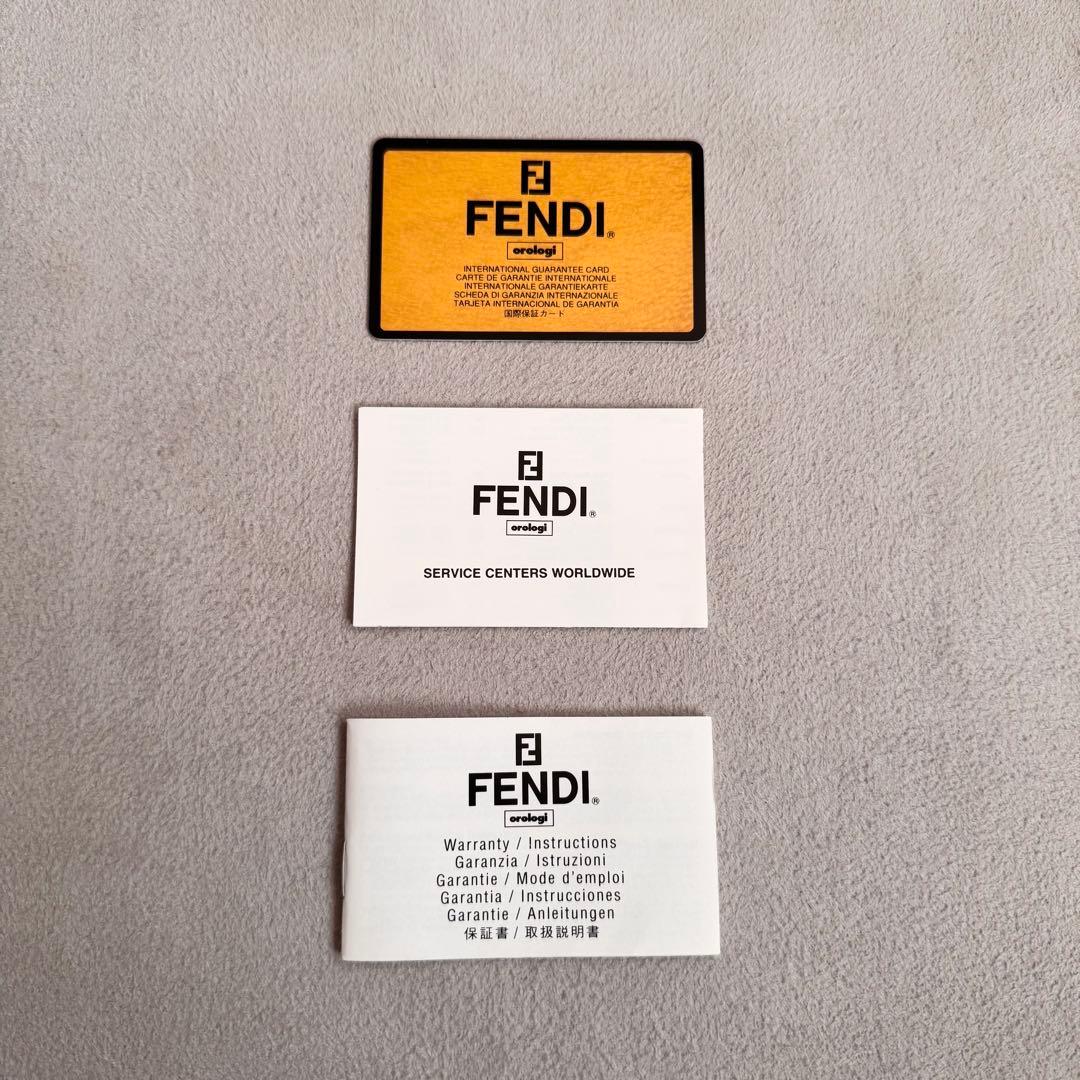 FENDI®
orologi
INTERNATIONAL GUARANTEE CARD
CARTE DE GARANTIE INTERNATIONALE
INTERNATIONALE GARANTIEKARTE
SCHEDA DI GARANZIA INTERNAZIONALE
TARJETA INTERNACIONAL DE GARANTIA
国際保証カード
FENDI®
orologi
SERVICE CENTERS WORLDWIDE
FENDI®
orologi
Warranty / Instructions
Garanzia / Istruzioni
Garantie / Mode d'emploi
Garantia / Instrucciones
Garantie / Anleitungen
保証書 / 取扱説明書